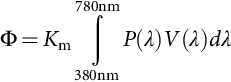 Φ = K_m ∫_{380nm}^{780nm} P(λ) V(λ) dλ